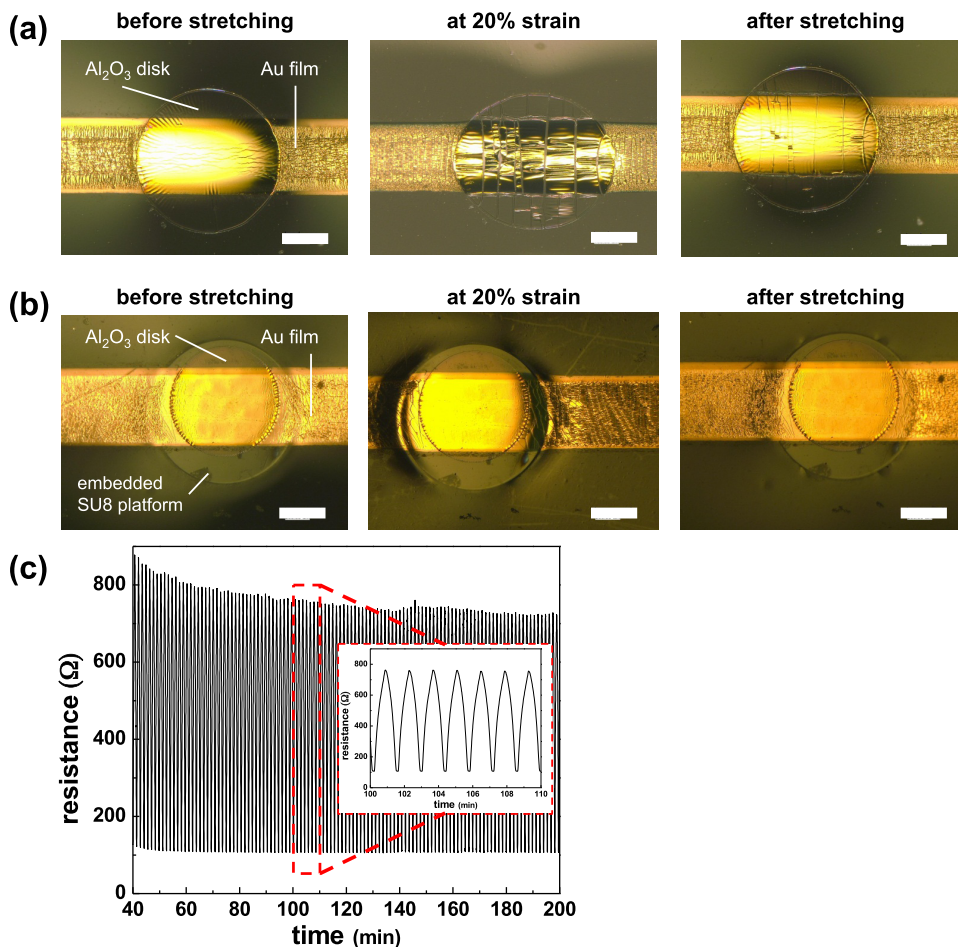 (a)
before stretching
at 20% strain
after stretching
Al₂O₃ disk
Au film
(b)
before stretching
at 20% strain
after stretching
Al₂O₃ disk
Au film
embedded
SU8 platform
(c)
800
600
400
200
0
resistance (Ω)
40 60 80 100 120 140 160 180 200
time (min)
800
600
400
200
0
resistance (Ω)
100 102 104 106 108 110
time (min)